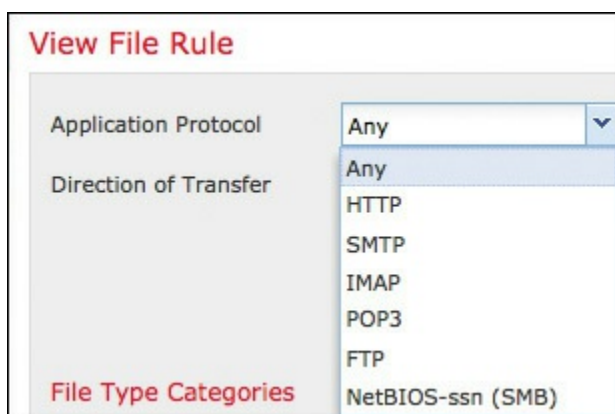 View File Rule
Application Protocol
Any
Any
Direction of Transfer
HTTP
SMTP
IMAP
POP3
FTP
File Type Categories
NetBIOS-ssn (SMB)